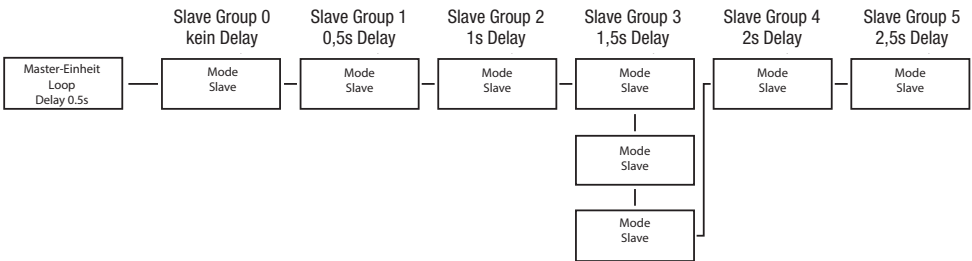 Slave Group 0
kein Delay
Slave Group 1
0,5s Delay
Slave Group 2
1s Delay
Slave Group 3
1,5s Delay
Slave Group 4
2s Delay
Slave Group 5
2,5s Delay
Master-Einheit
Loop
Delay 0.5s
Mode
Slave
Mode
Slave
Mode
Slave
Mode
Slave
Mode
Slave
Mode
Slave
Mode
Slave
Mode
Slave